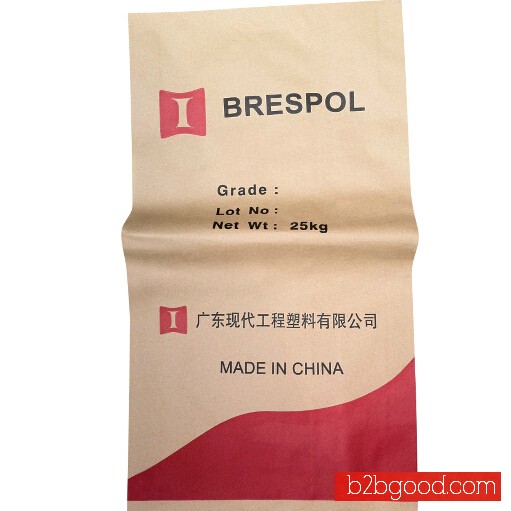 I BRESPOL
Grade :
Lot No :
Net Wt : 25kg
I 广东现代工程塑料有限公司
MADE IN CHINA
b2bgood.com